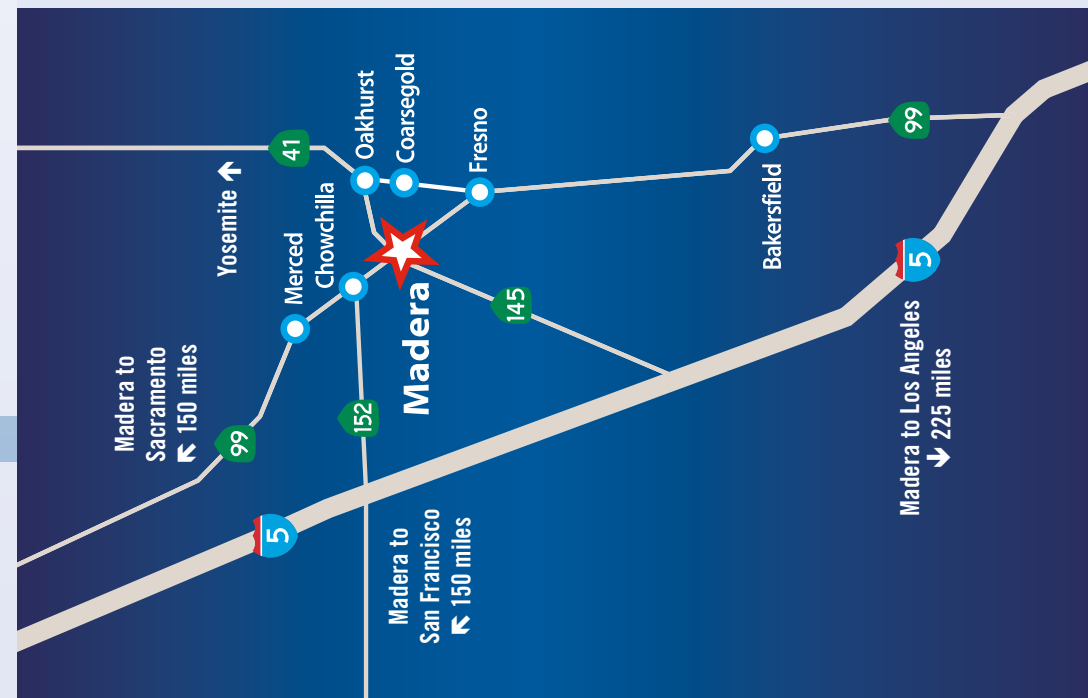 41
Yosemite ↑
Oakhurst
Coarsegold
Fresno
Chowchilla
Merced
Madera
Madera to
Sacramento
↖ 150 miles
99
152
145
5
Madera to
San Francisco
↖ 150 miles
Bakersfield
99
5
Madera to Los Angeles
↓ 225 miles